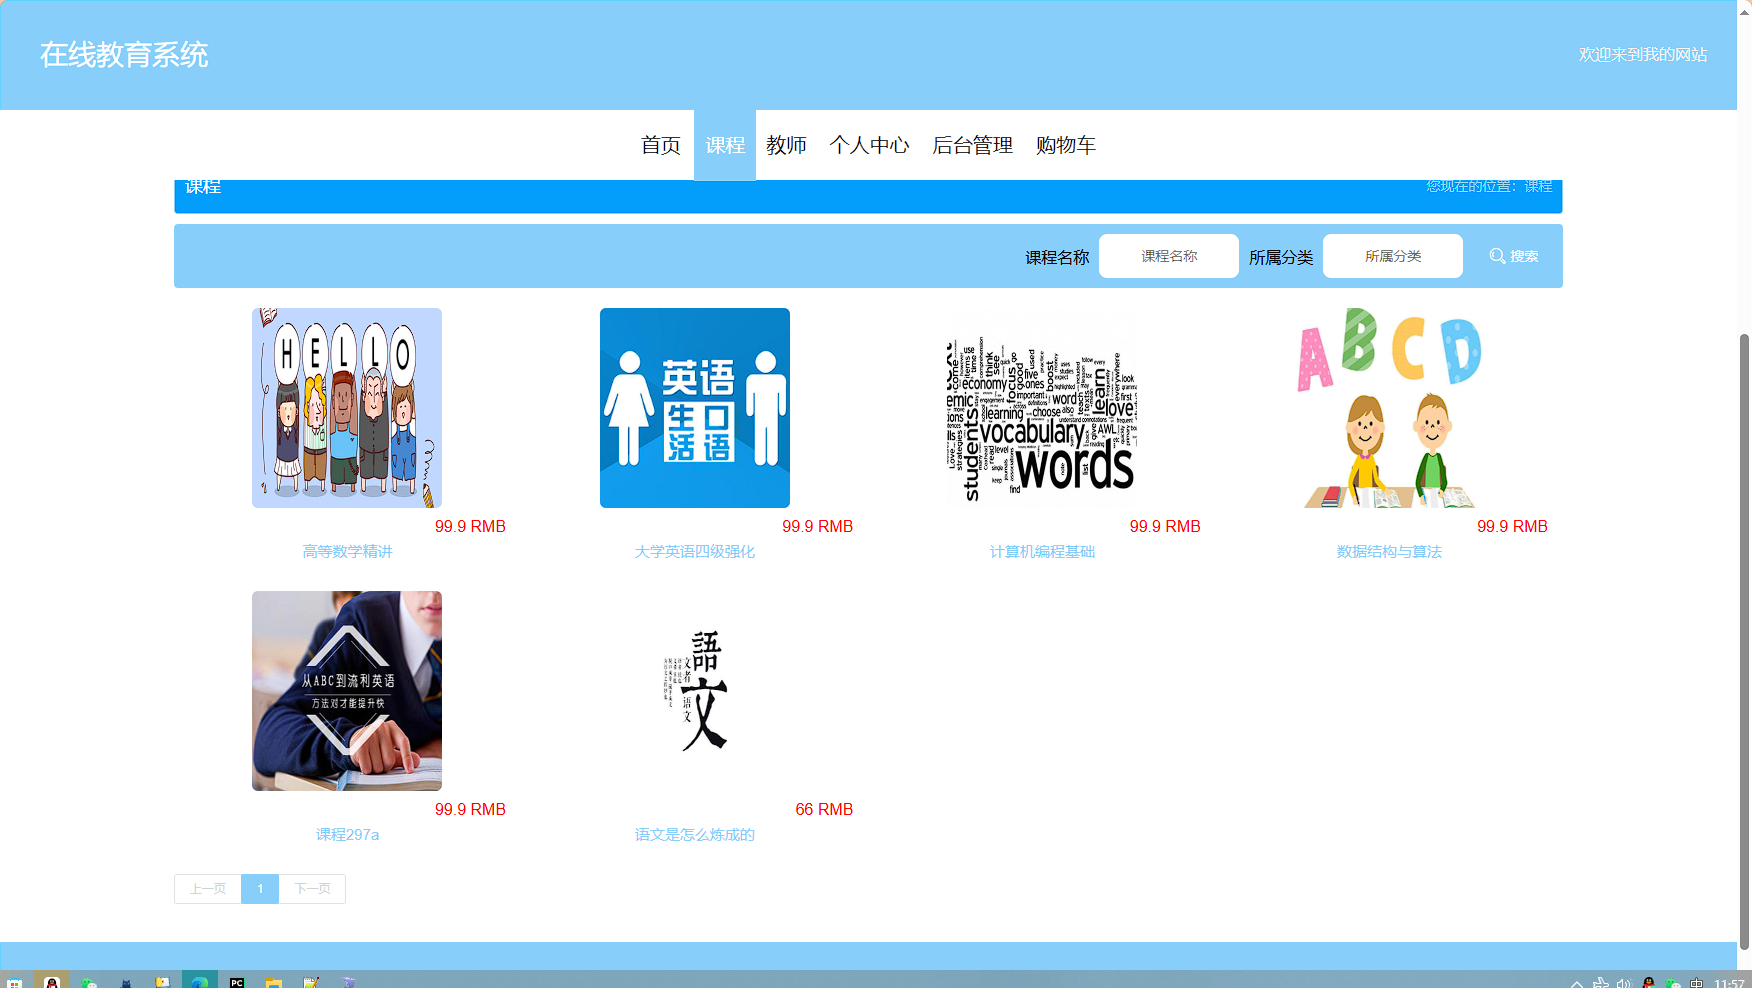 在线教育系统
欢迎来到我的网站
首页 课程 教师 个人中心 后台管理 购物车
课程
您现在的位置：课程
课程名称 课程名称 所属分类 所属分类 搜索
HELLO
英语
生活口语
words
vocabulary
students
learning
economy
choose
love
learn
boost
important
ABCD
99.9 RMB
99.9 RMB
99.9 RMB
99.9 RMB
高等数学精讲
大学英语四级强化
计算机编程基础
数据结构与算法
从ABC到流利英语
方法对才能提升快
語文
99.9 RMB
66 RMB
课程297a
语文是怎么炼成的
上一页 1 下一页
PC
中
11:57